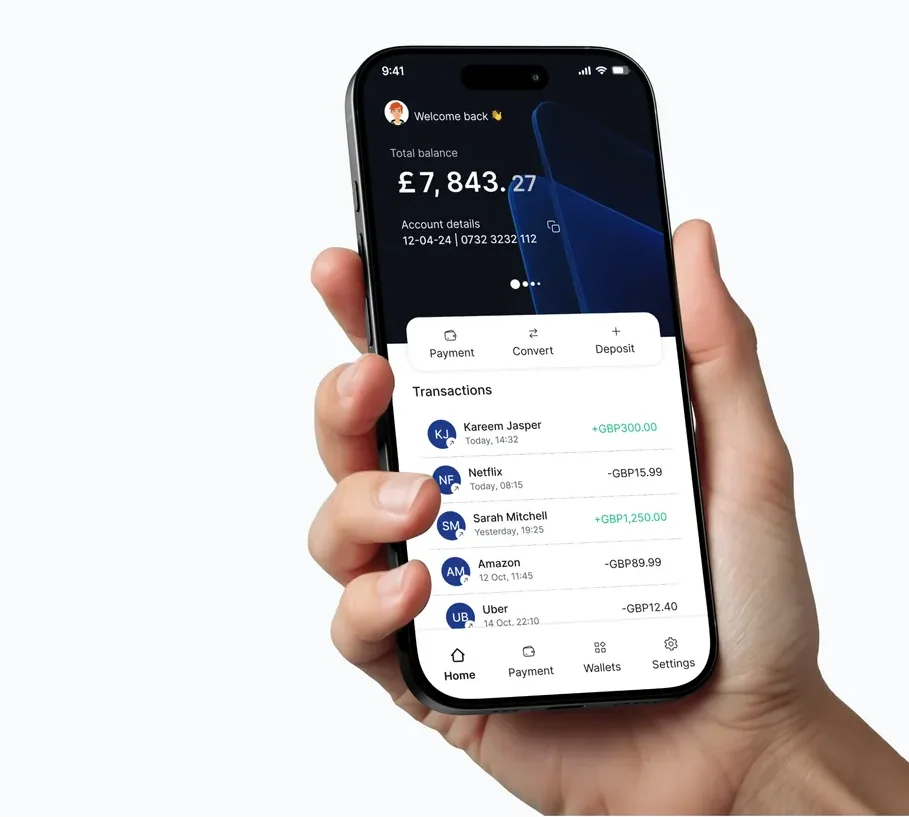 9:41
Welcome back 👋
Total balance
£7,843.27
Account details
12-04-24 | 0732 3232 112
Payment Convert Deposit
Transactions
KJ Kareem Jasper +GBP300.00
Today, 14:32
NF Netflix -GBP15.99
Today, 08:15
SM Sarah Mitchell +GBP1,250.00
Yesterday, 19:25
AM Amazon -GBP89.99
12 Oct, 11:45
UB Uber -GBP12.40
14 Oct, 22:10
Home Payment Wallets Settings